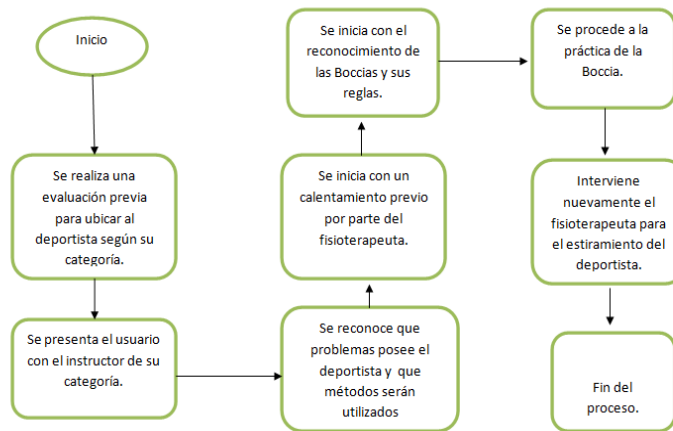 Inicio
Se realiza una
evaluación previa
para ubicar al
deportista según su
categoría.
Se presenta el usuario
con el instructor de su
categoría.
Se reconoce que
problemas posee el
deportista y que
métodos serán
utilizados
Se inicia con un
calentamiento previo
por parte del
fisioterapeuta.
Se inicia con el
reconocimiento de
las Boccias y sus
reglas.
Se procede a la
práctica de la
Boccia.
Interviene
nuevamente el
fisioterapeuta para
el estiramiento del
deportista.
Fin del
proceso.